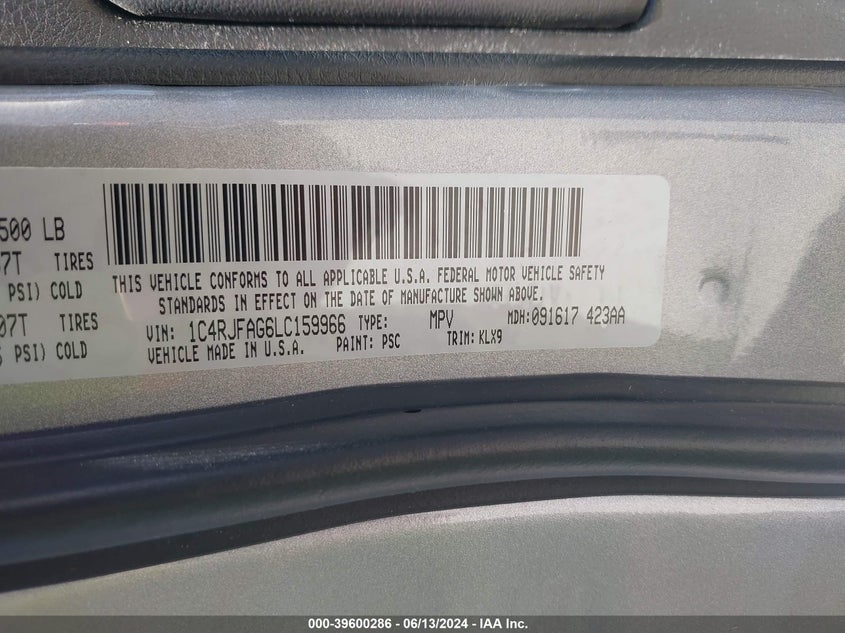 500 LB
7T TIRES
PSI) COLD
07T TIRES
PSI) COLD
THIS VEHICLE CONFORMS TO ALL APPLICABLE U.S.A. FEDERAL MOTOR VEHICLE SAFETY
STANDARDS IN EFFECT ON THE DATE OF MANUFACTURE SHOWN ABOVE.
VIN: 1C4RJFAG6LC159966 TYPE: MPV MDH:091617 423AA
VEHICLE MADE IN U.S.A. PAINT: PSC TRIM: KLX9
000-39600286 - 06/13/2024 - IAA Inc.